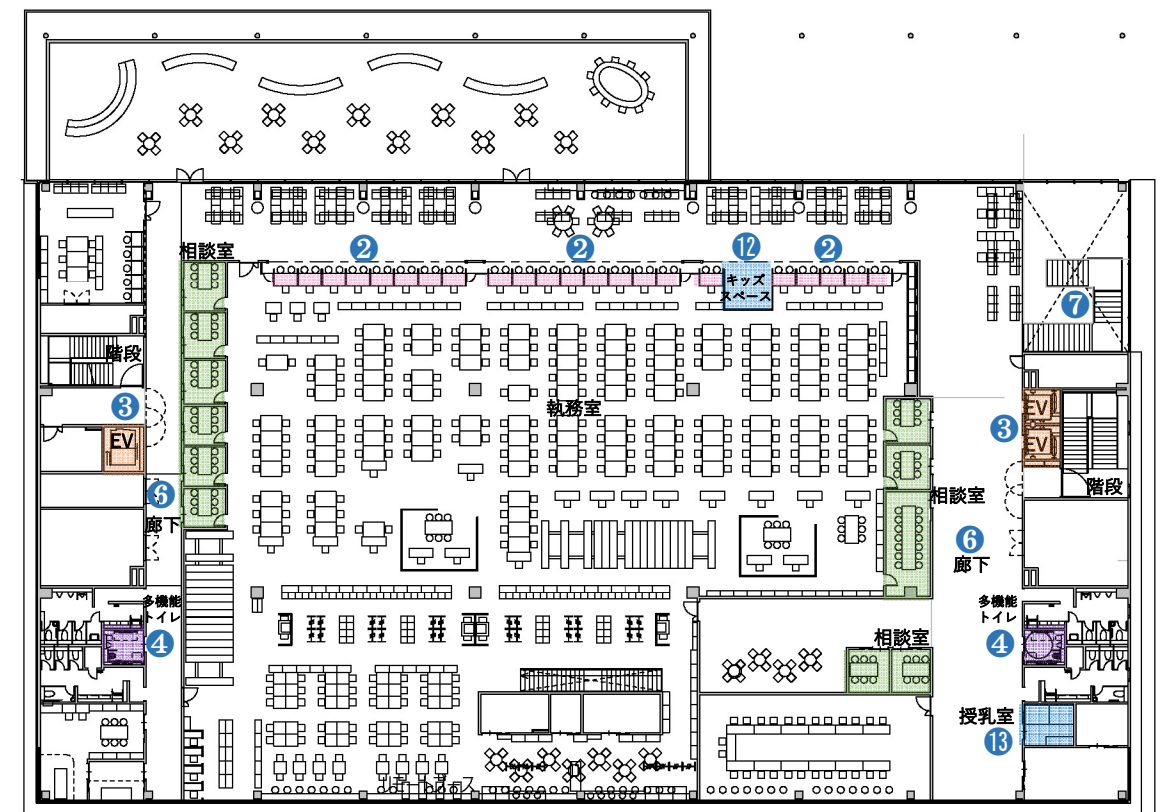 相談室
❷
❷
⓬
❷
キッズ
スペース
❼
階段
❸
EV
執務室
EV
❸
EV
階段
相談室
❻
廊下
❻
廊下
多機能
トイレ
❹
多機能
トイレ
❹
相談室
授乳室
⓭